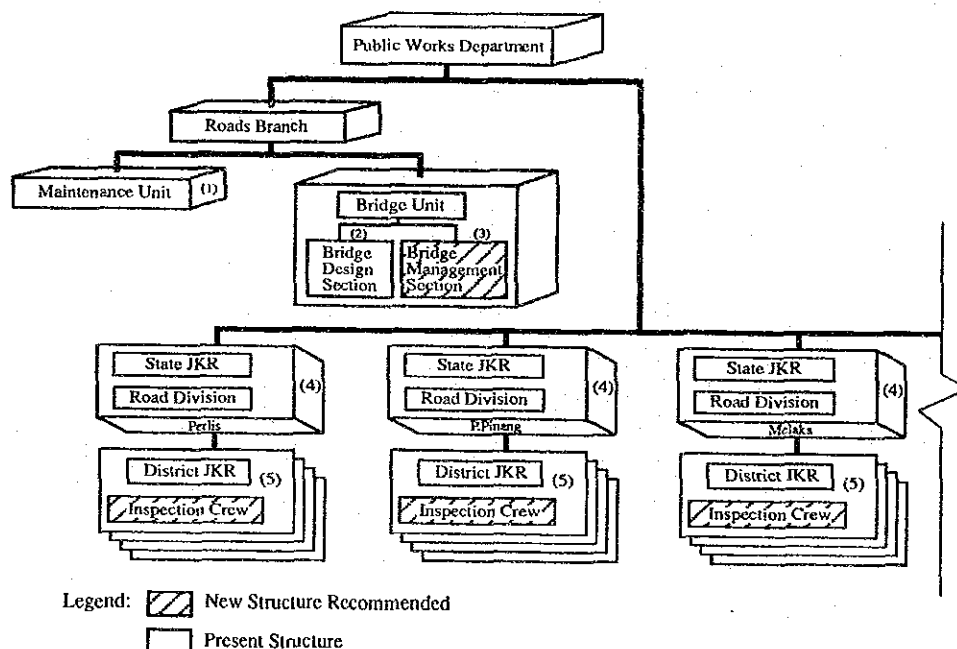 Public Works Department
Roads Branch
Maintenance Unit
(1)
Bridge Unit
(2)
(3)
Bridge
Design
Section
Bridge
Management
Section
State JKR
Road Division
(4)
Perlis
State JKR
Road Division
(4)
P.Pinang
State JKR
Road Division
(4)
Melaka
District JKR
(5)
Inspection Crew
District JKR
(5)
Inspection Crew
District JKR
(5)
Inspection Crew
Legend:
New Structure Recommended
Present Structure